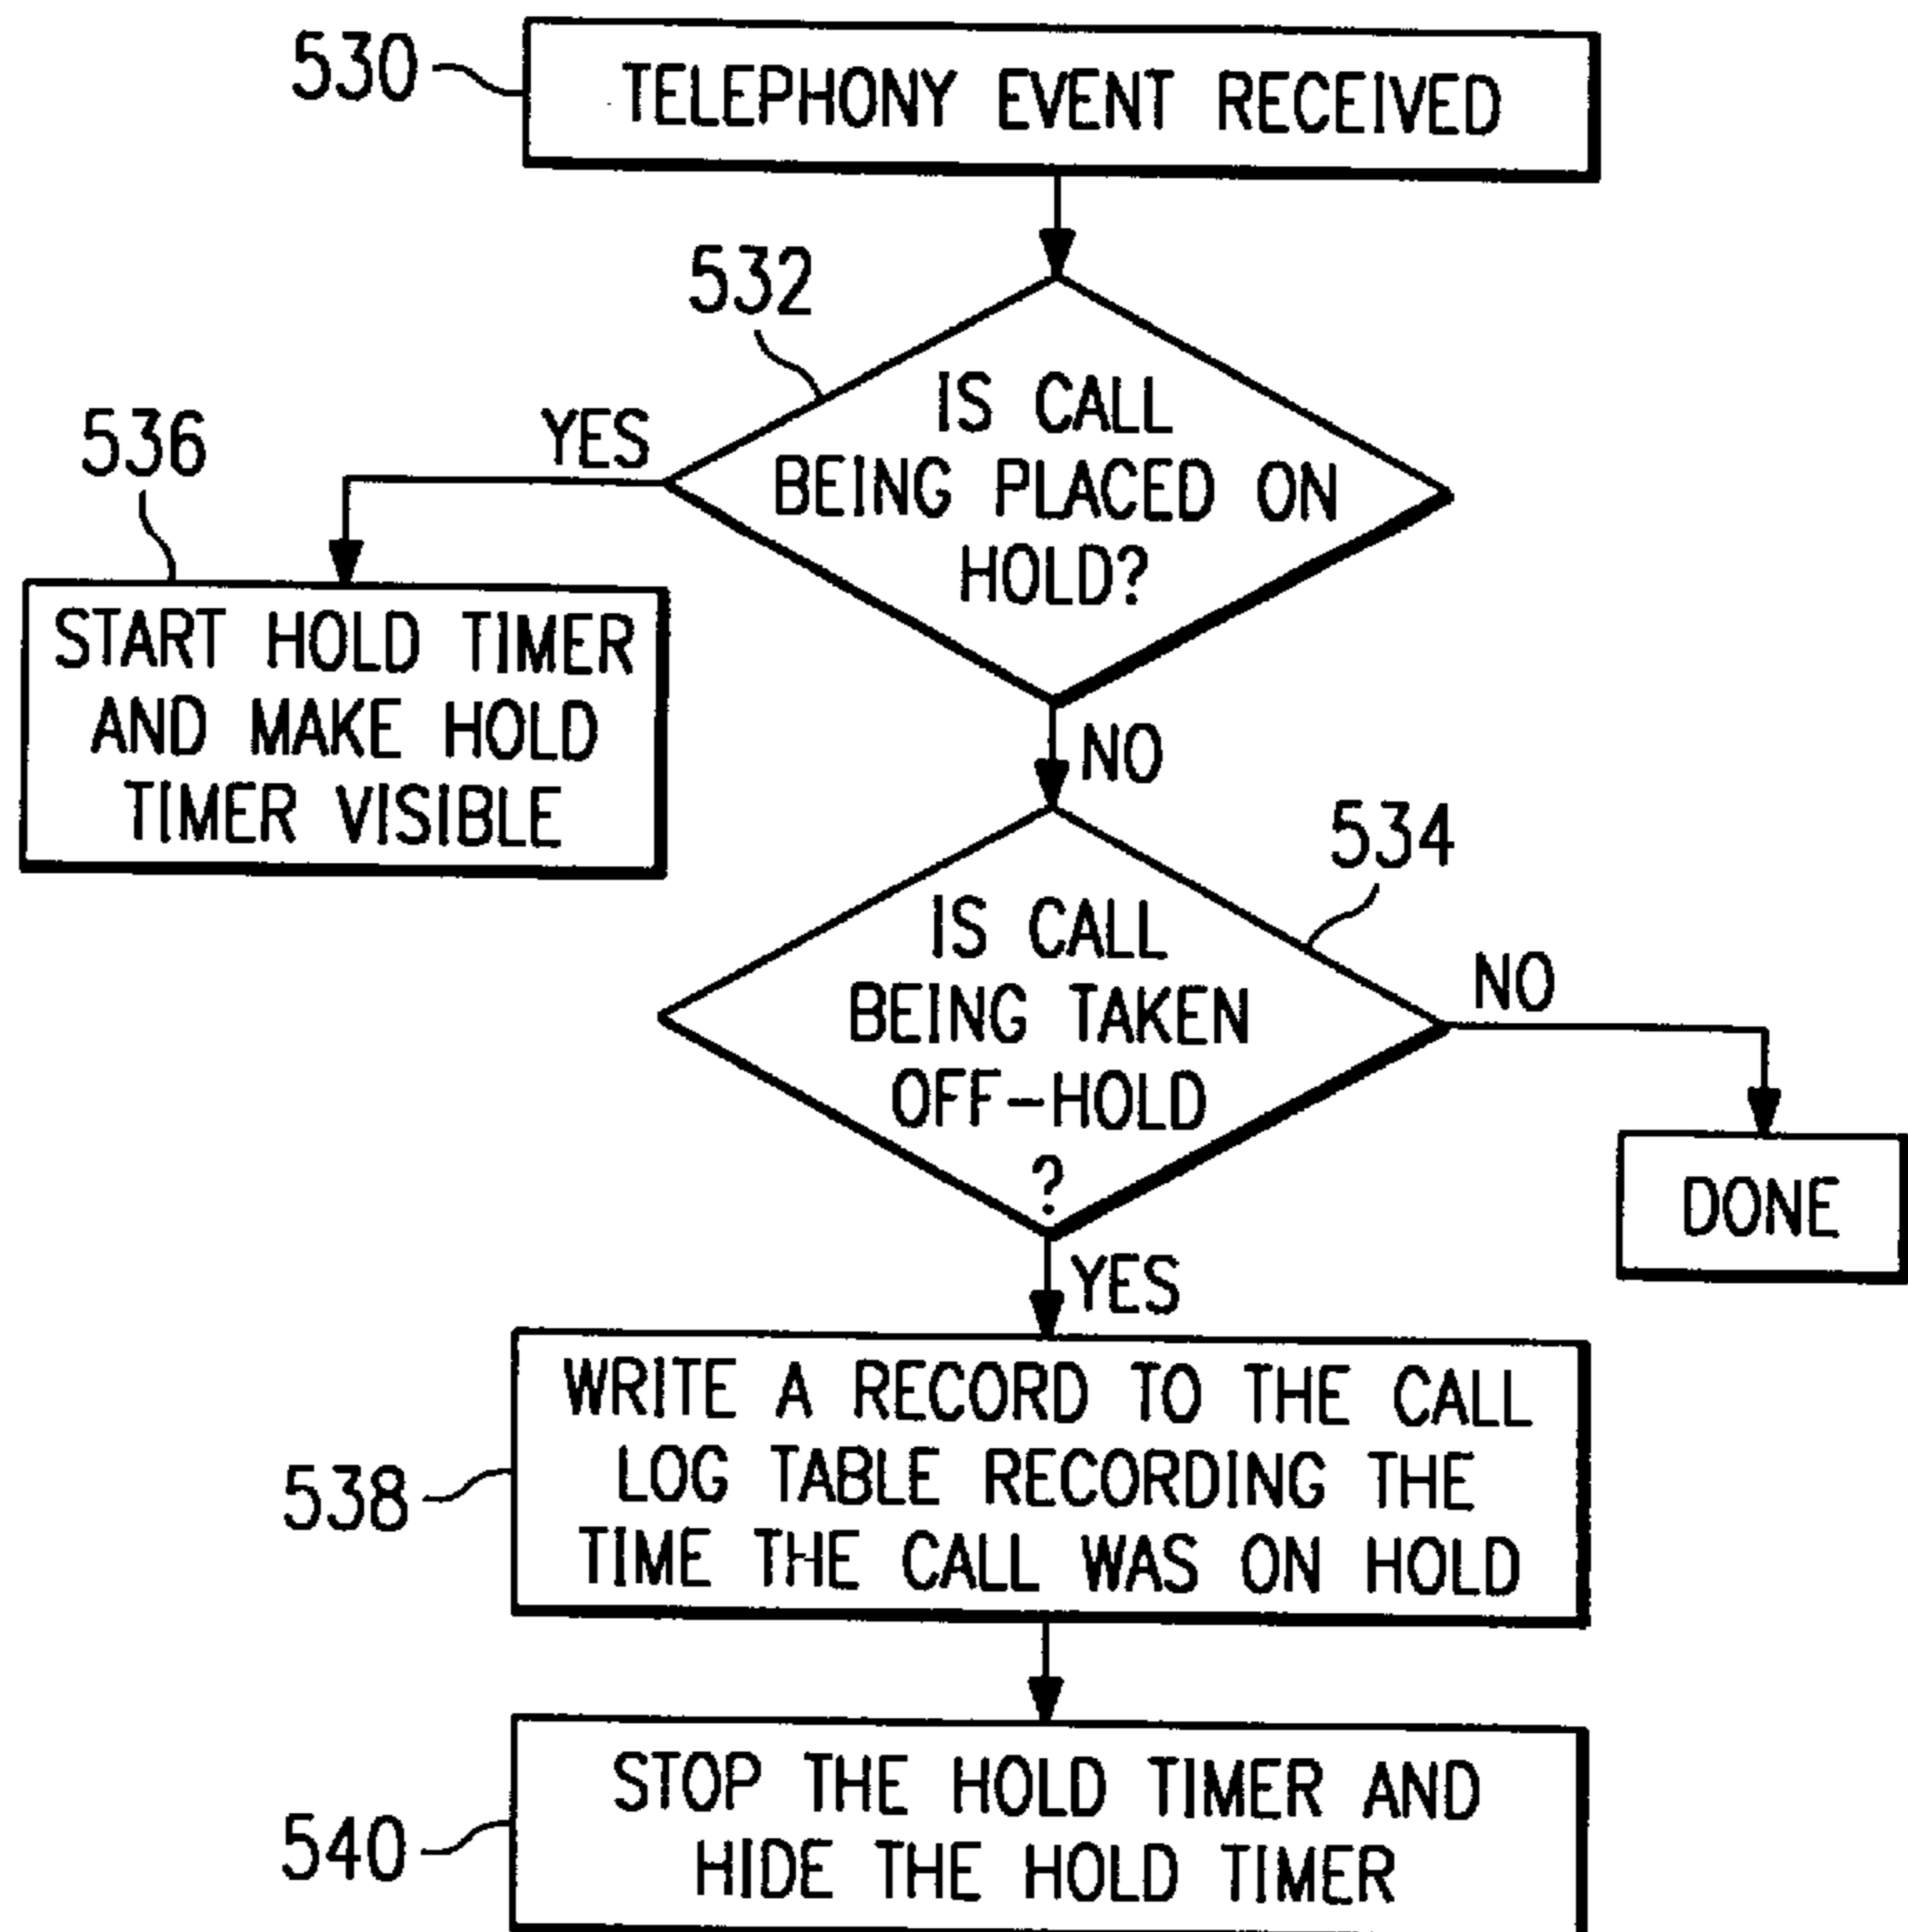 530
TELEPHONY EVENT RECEIVED
532
IS CALL
BEING PLACED ON
HOLD?
YES
536
START HOLD TIMER
AND MAKE HOLD
TIMER VISIBLE
NO
534
IS CALL
BEING TAKEN
OFF-HOLD
?
NO
DONE
YES
538
WRITE A RECORD TO THE CALL
LOG TABLE RECORDING THE
TIME THE CALL WAS ON HOLD
540
STOP THE HOLD TIMER AND
HIDE THE HOLD TIMER